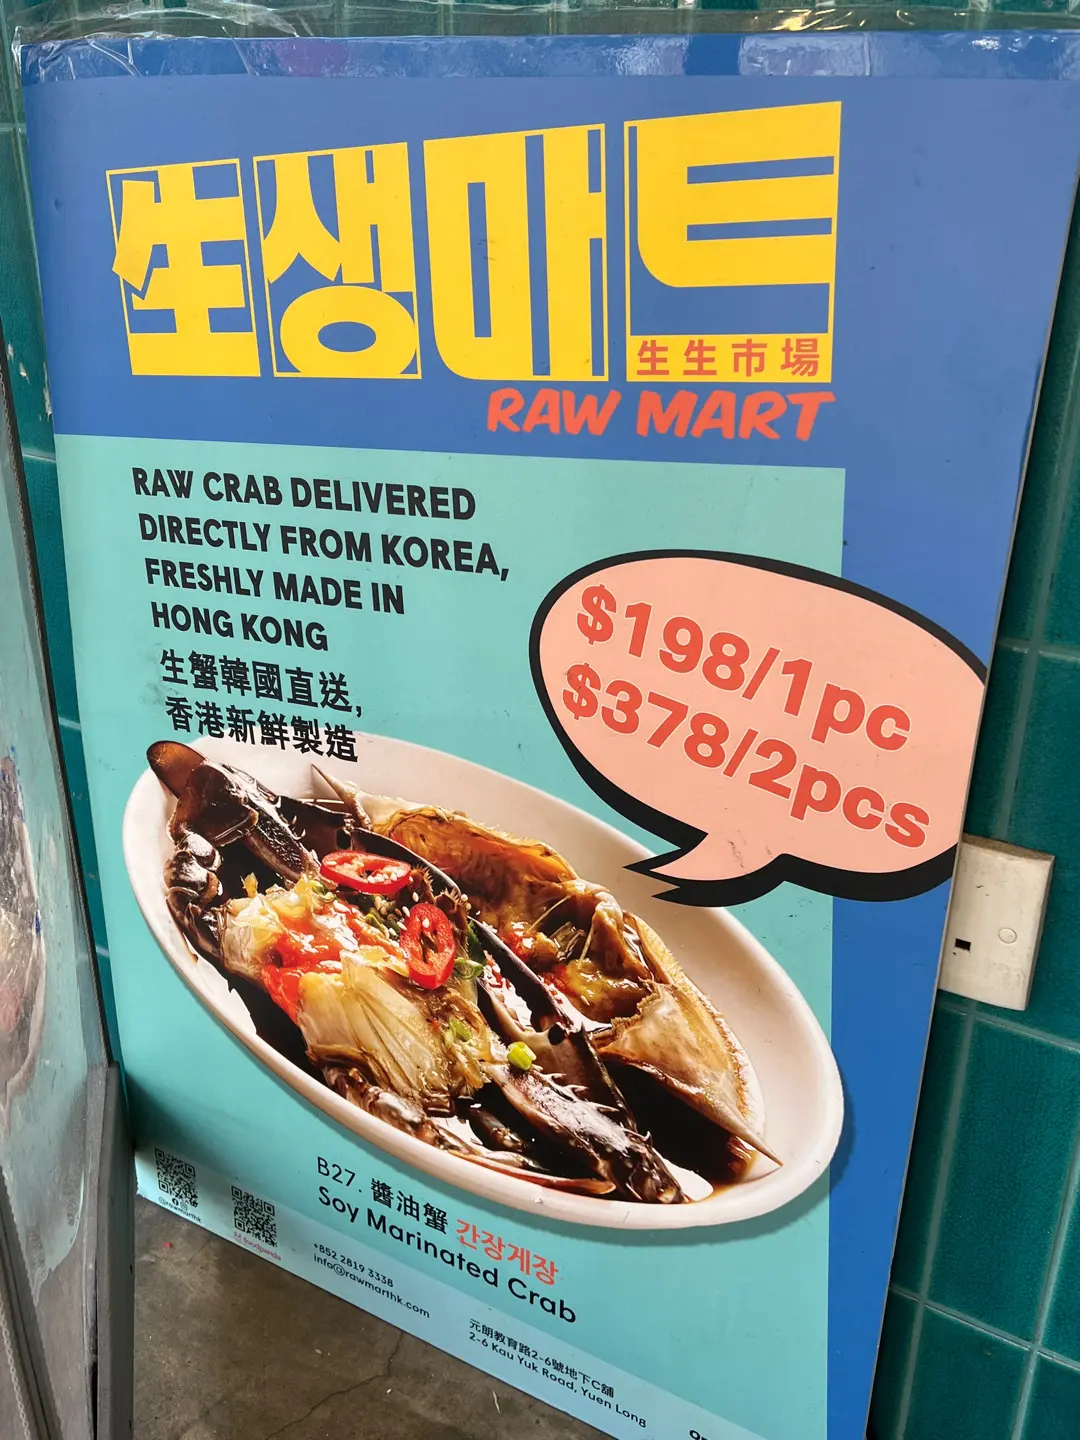 生생마트
生生市場
RAW MART
RAW CRAB DELIVERED
DIRECTLY FROM KOREA,
FRESHLY MADE IN
HONG KONG
生蟹韓國直送,
香港新鮮製造
$198/1pc
$378/2pcs
B27. 醬油蟹 간장게장
Soy Marinated Crab
@rawmarthk
foodpanda
+852 2819 3338
info@rawmarthk.com
元朗教育路2-6號地下C舖
2-6 Kau Yuk Road, Yuen Long